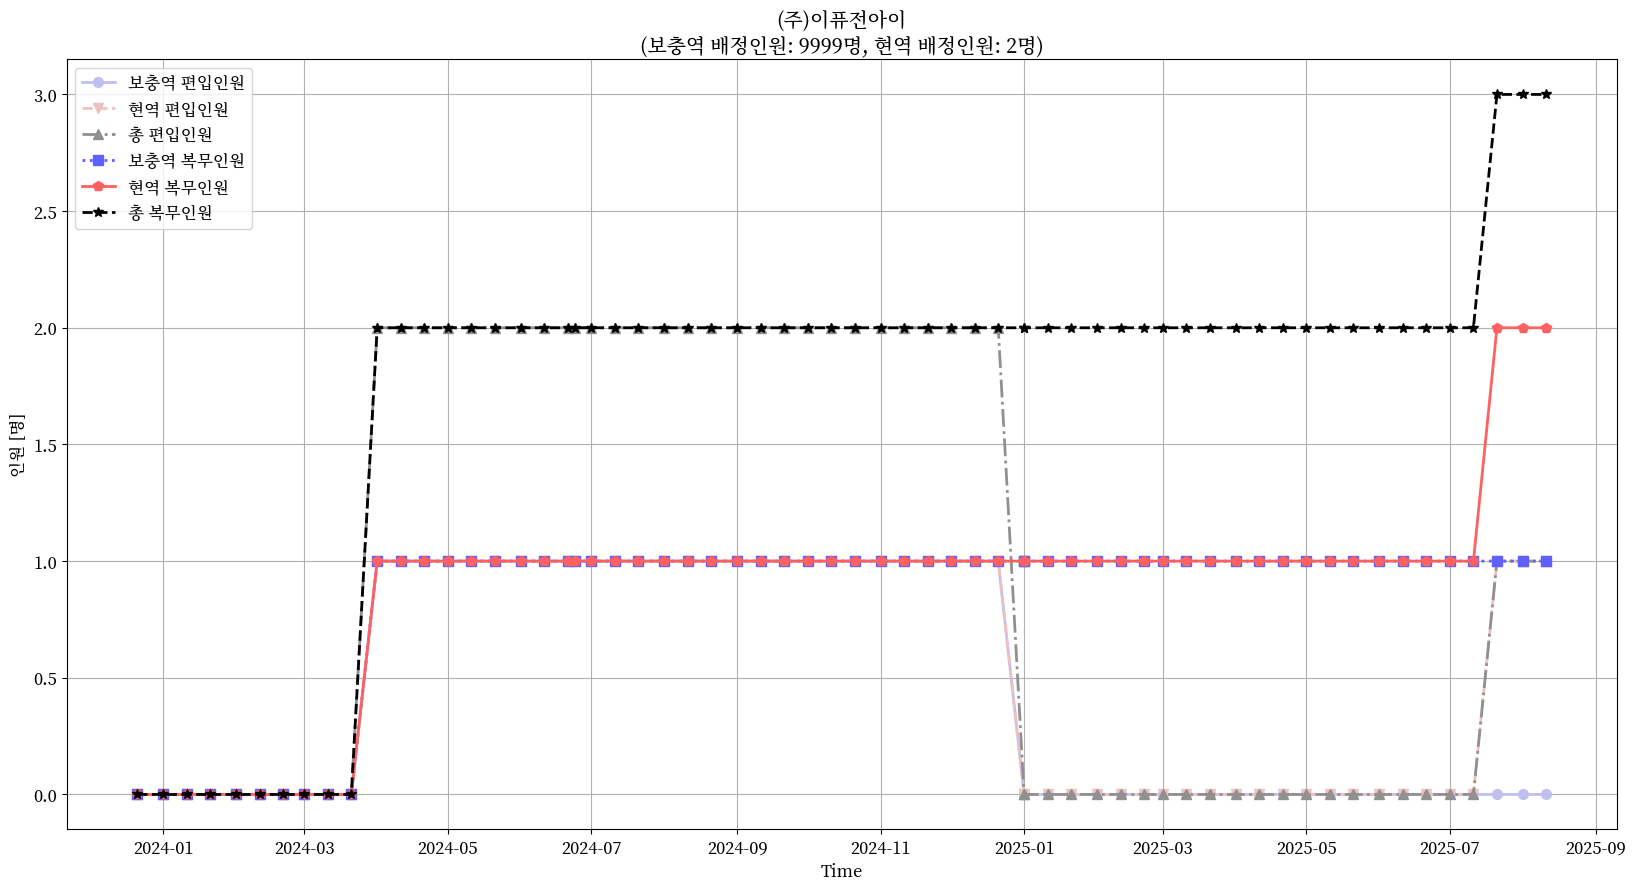 (주)이퓨전아이
(보충역 배정인원: 9999명, 현역 배정인원: 2명)
보충역 편입인원
현역 편입인원
총 편입인원
보충역 복무인원
현역 복무인원
총 복무인원
3.0
2.5
2.0
1.5
1.0
0.5
0.0
인원 [명]
2024-01 2024-03 2024-05 2024-07 2024-09 2024-11 2025-01 2025-03 2025-05 2025-07 2025-09
Time